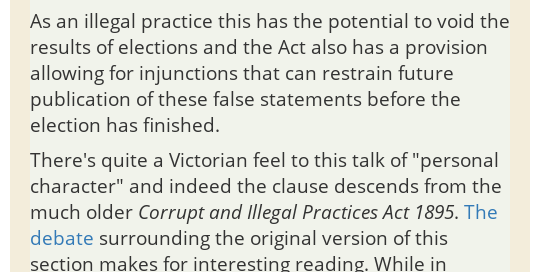 As an illegal practice this has the potential to void the
results of elections and the Act also has a provision
allowing for injunctions that can restrain future
publication of these false statements before the
election has finished.
There's quite a Victorian feel to this talk of "personal
character" and indeed the clause descends from the
much older Corrupt and Illegal Practices Act 1895. The
debate surrounding the original version of this
section makes for interesting reading. While in